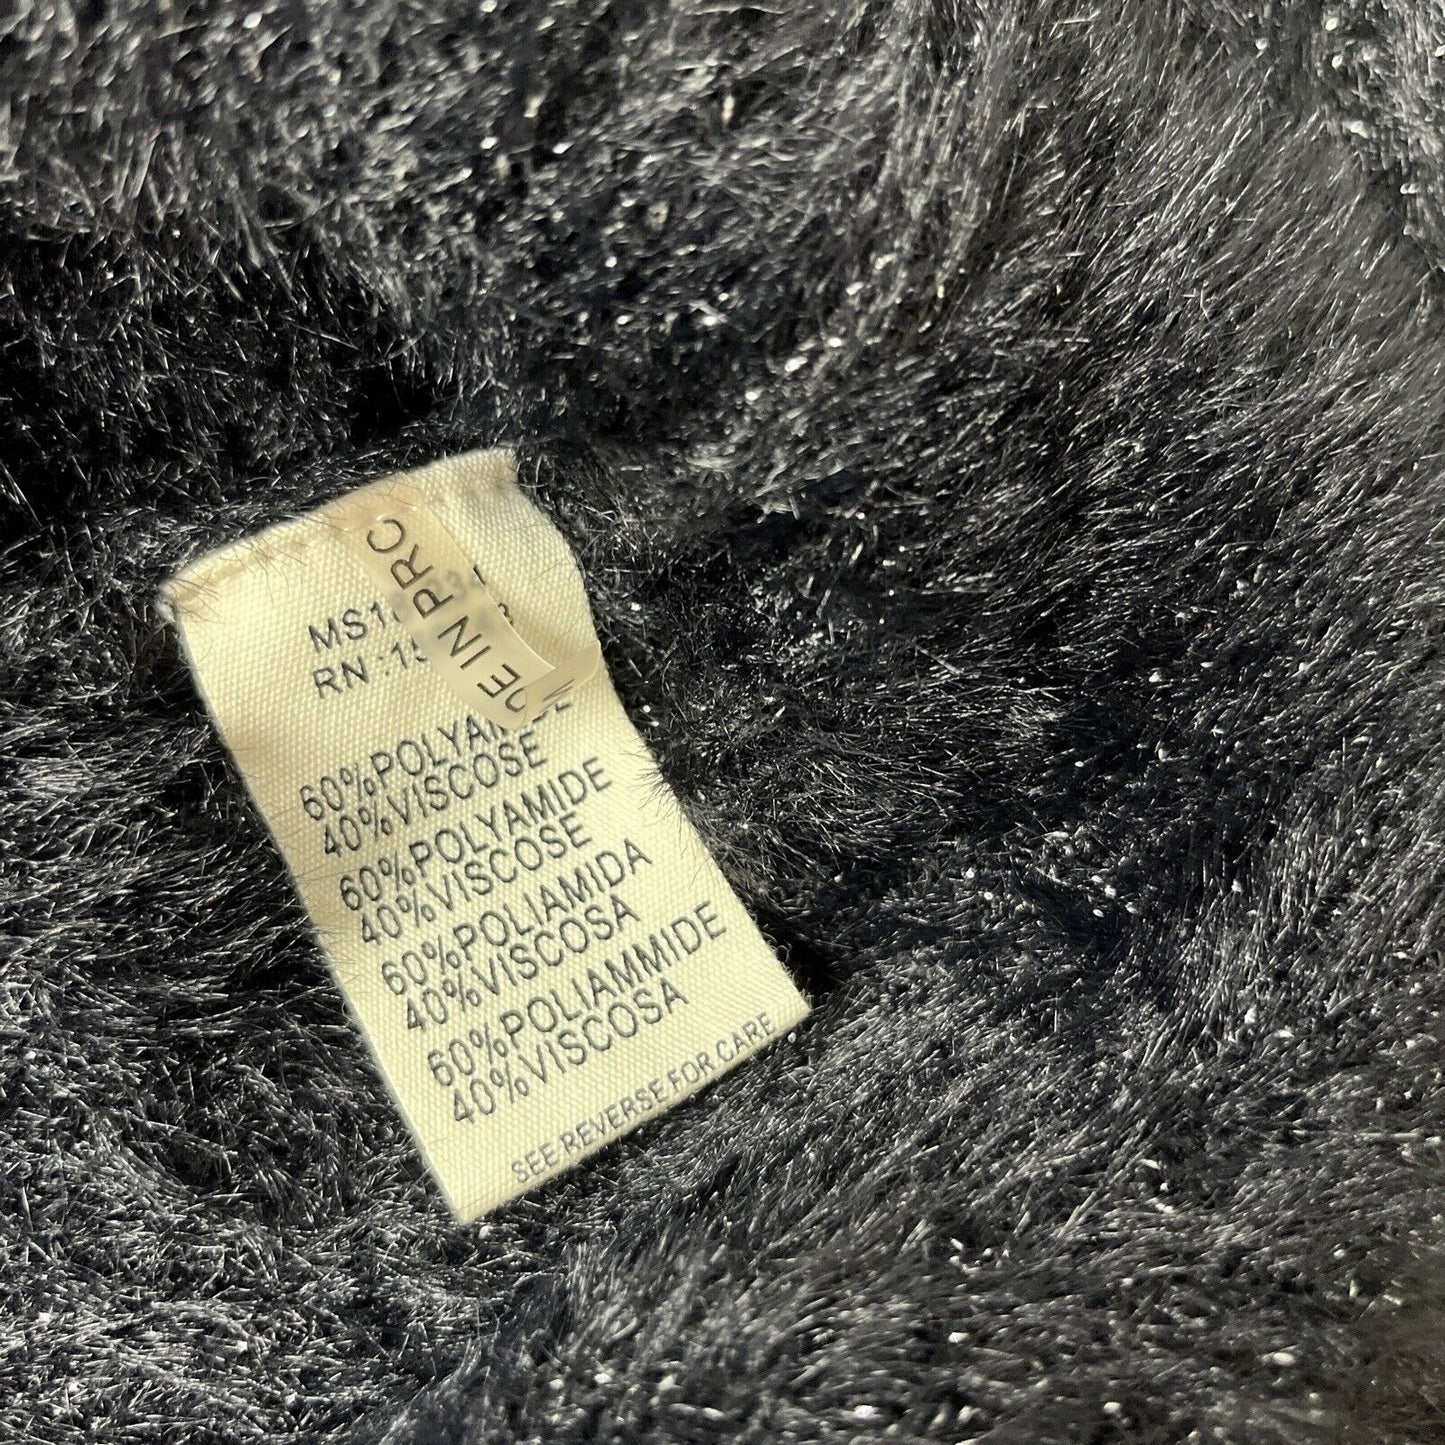 IN PRC
RN :
60%POLYAMIDE
40%VISCOSE
60%POLYAMIDE
40%VISCOSE
60%POLIAMIDA
40%VISCOSA
60%POLIAMMIDE
40%VISCOSA
SEE REVERSE FOR CARE